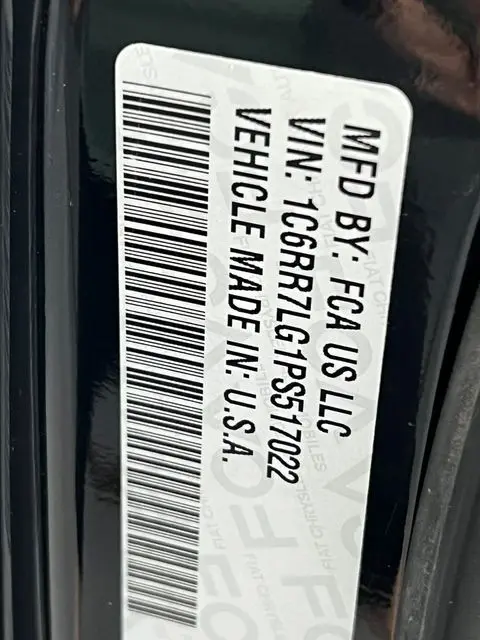 MFD BY: FCA US LLC
VIN: 1C6RR7LG1PS517022
VEHICLE MADE IN: U.S.A.